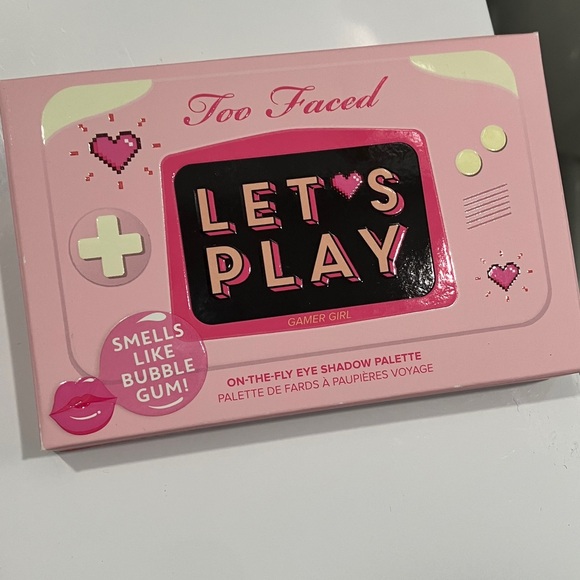 Too Faced
LET'S
PLAY
GAMER GIRL
SMELLS
LIKE
BUBBLE
GUM!
ON-THE-FLY EYE SHADOW PALETTE
PALETTE DE FARDS À PAUPIÈRES VOYAGE